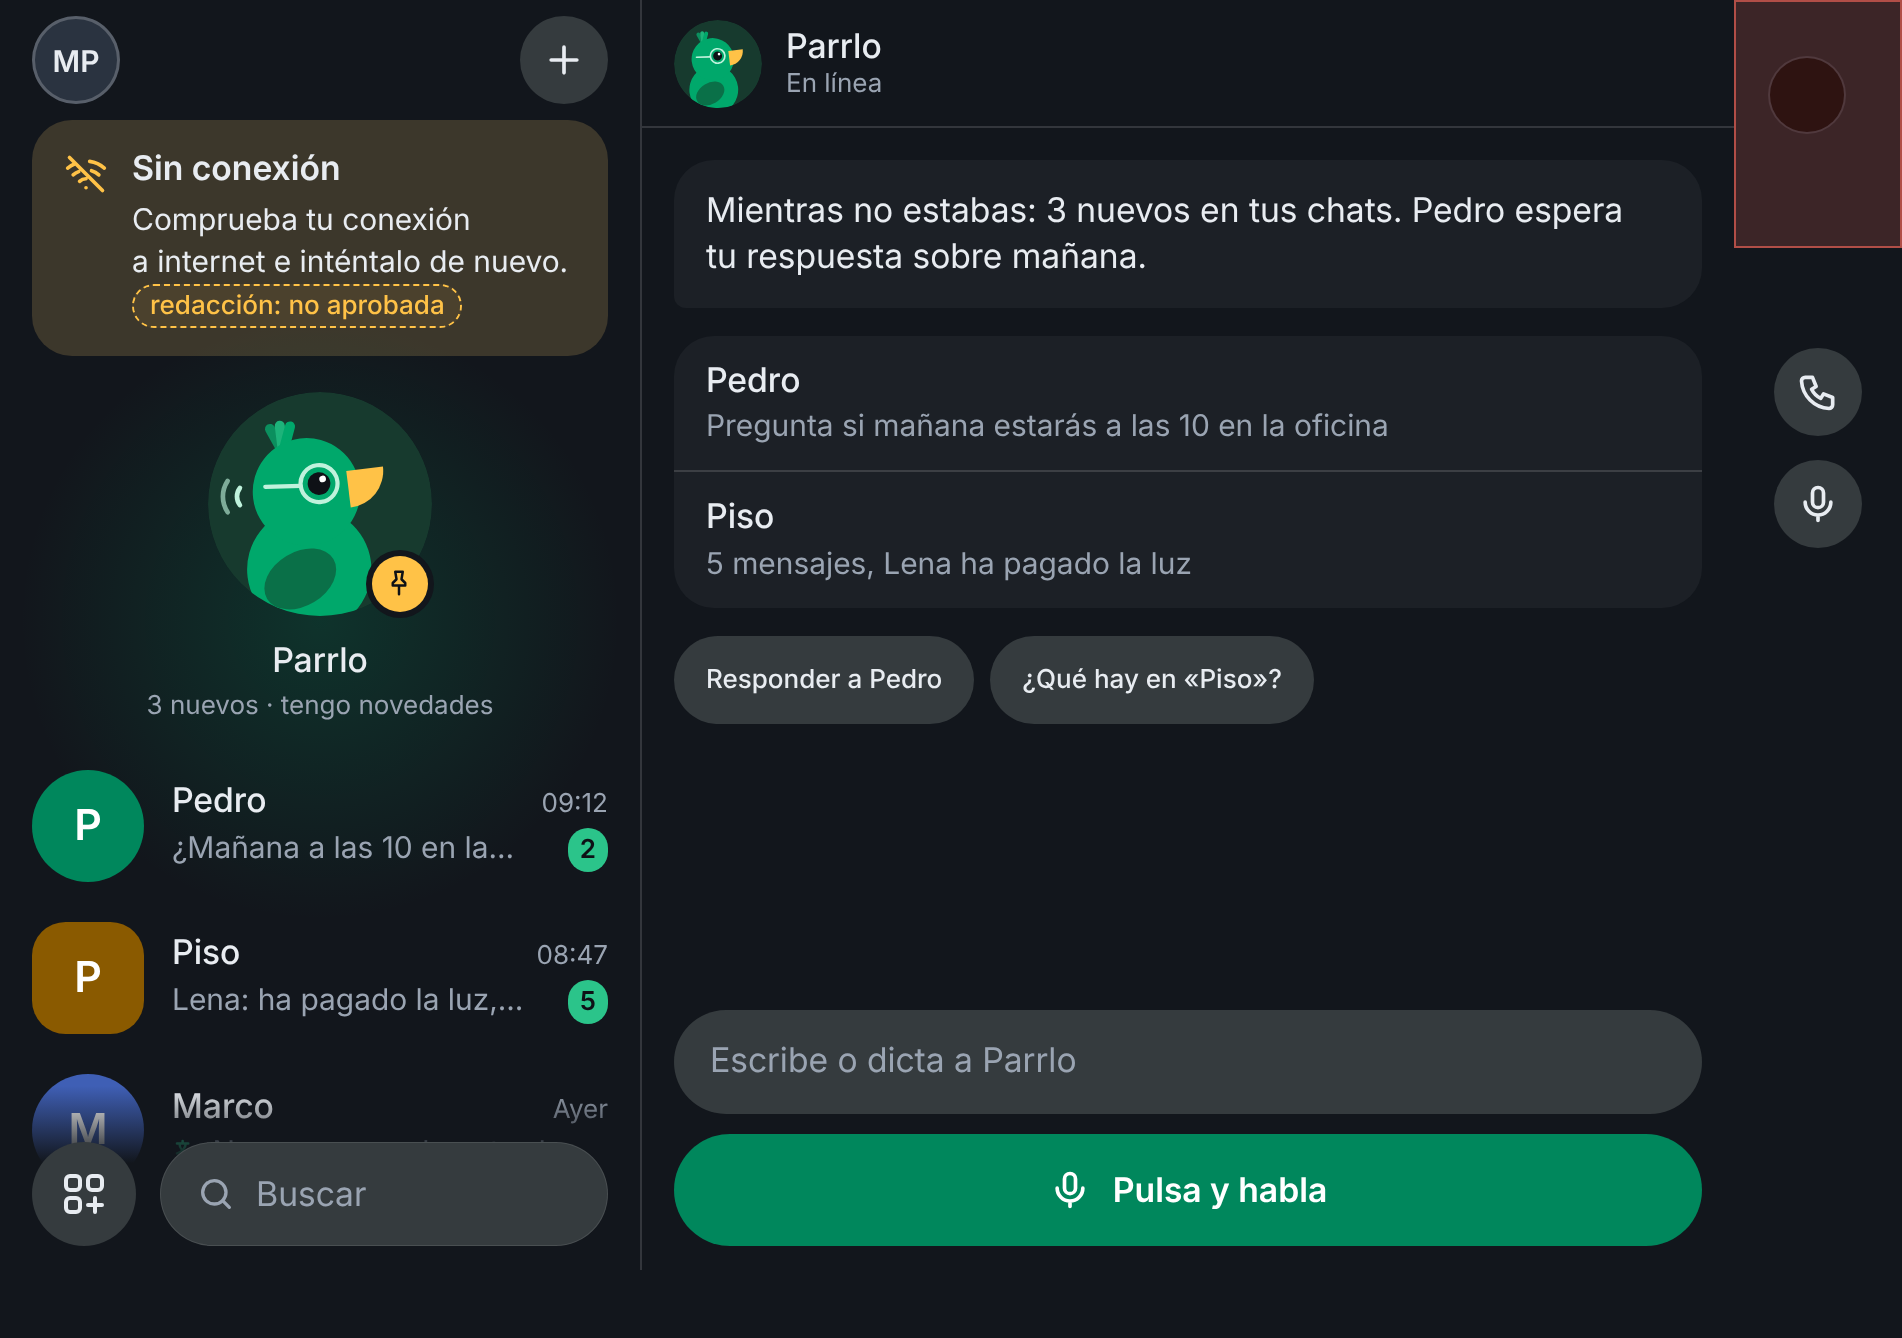 MP
Sin conexión
Comprueba tu conexión
a internet e inténtalo de nuevo.
redacción: no aprobada
Parrlo
3 nuevos · tengo novedades
P
Pedro
09:12
¿Mañana a las 10 en la...
2
P
Piso
08:47
Lena: ha pagado la luz,...
5
M
Marco
Ayer
Buscar
Parrlo
En línea
Mientras no estabas: 3 nuevos en tus chats. Pedro espera
tu respuesta sobre mañana.
Pedro
Pregunta si mañana estarás a las 10 en la oficina
Piso
5 mensajes, Lena ha pagado la luz
Responder a Pedro
¿Qué hay en «Piso»?
Escribe o dicta a Parrlo
Pulsa y habla